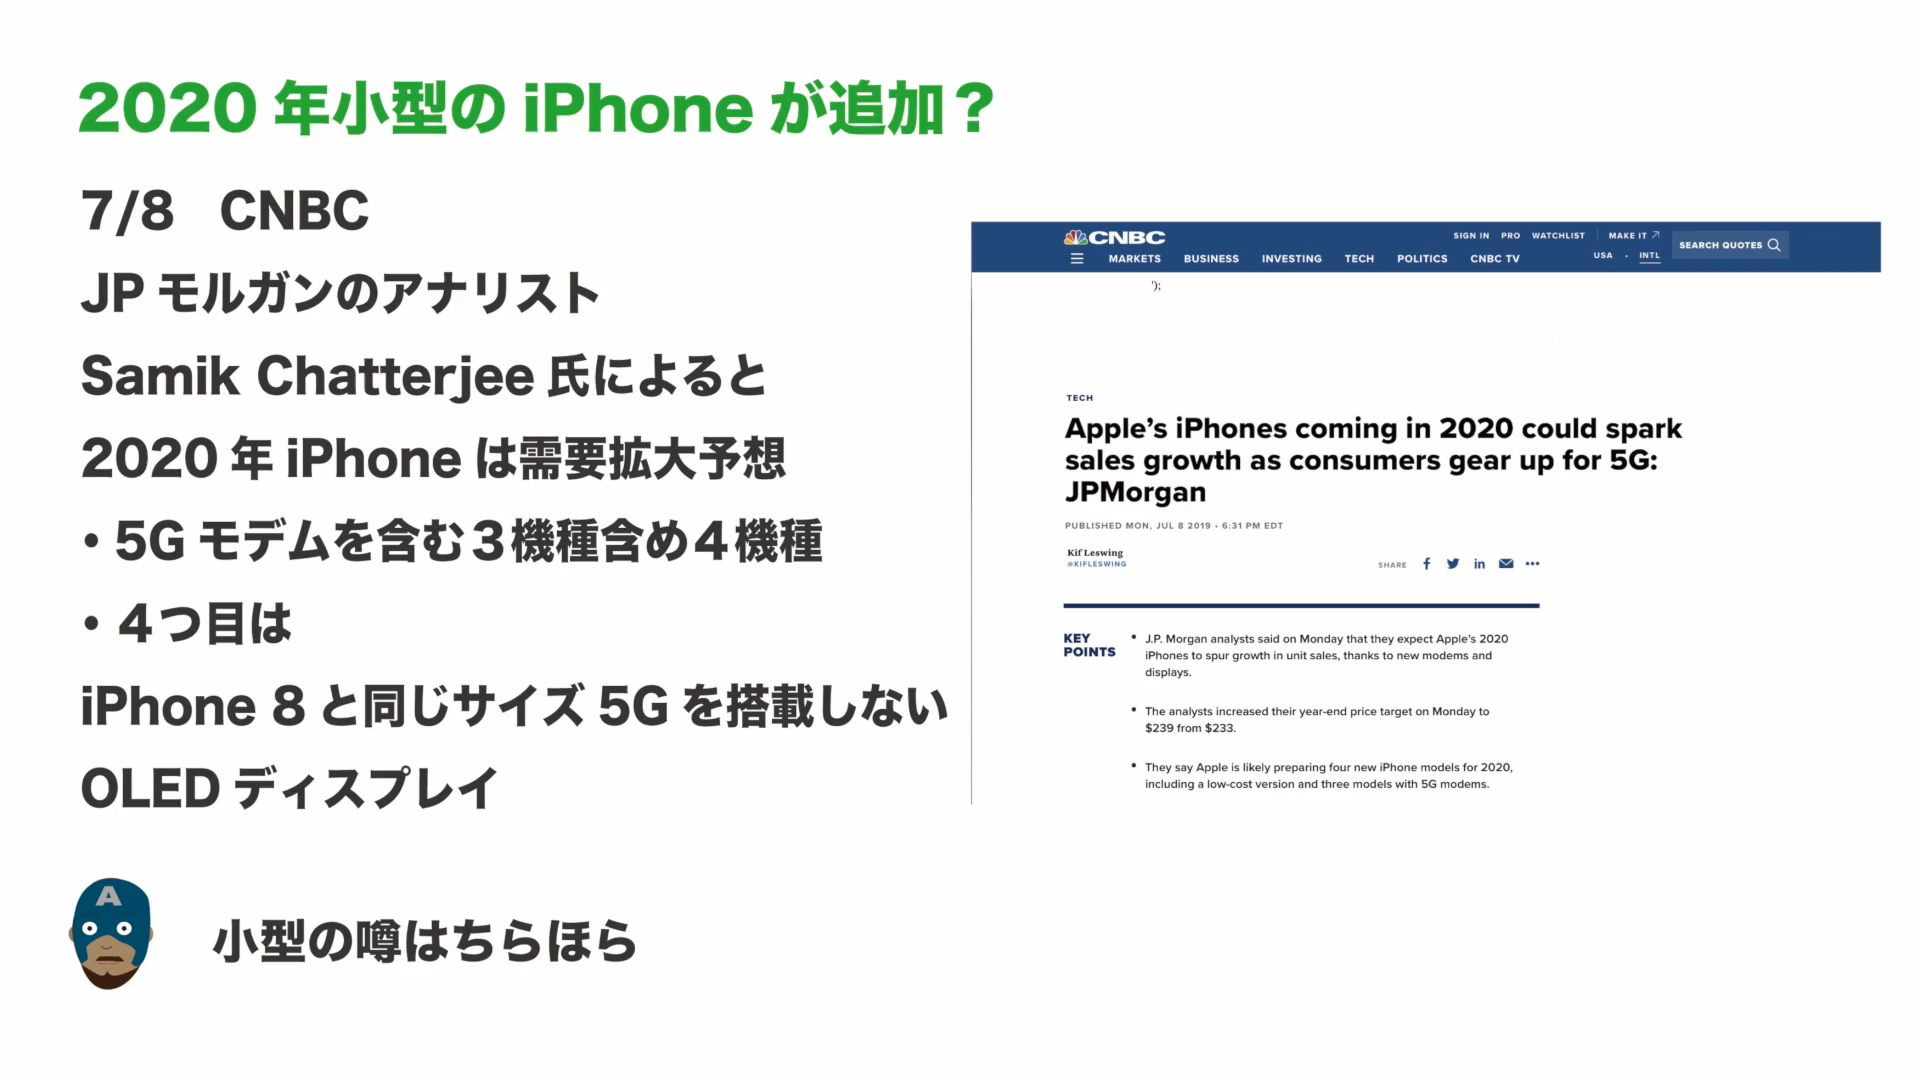 2020年小型のiPhoneが追加？
7/8 CNBC
JPモルガンのアナリスト
Samik Chatterjee氏によると
2020年iPhoneは需要拡大予想
・5Gモデムを含む３機種含め４機種
・４つ目は
iPhone 8と同じサイズ5Gを搭載しない
OLEDディスプレイ
A
小型の噂はちらほら
CNBC
SIGN IN PRO WATCHLIST MAKE IT
SEARCH QUOTES
USA · INTL
MARKETS BUSINESS INVESTING TECH POLITICS CNBC TV
');
TECH
Apple’s iPhones coming in 2020 could spark
sales growth as consumers gear up for 5G:
JPMorgan
PUBLISHED MON, JUL 8 2019 • 6:31 PM EDT
Kif Leswing
@KIFLESWING
SHARE
KEY
POINTS
• J.P. Morgan analysts said on Monday that they expect Apple’s 2020
iPhones to spur growth in unit sales, thanks to new modems and
displays.
• The analysts increased their year-end price target on Monday to
$239 from $233.
• They say Apple is likely preparing four new iPhone models for 2020,
including a low-cost version and three models with 5G modems.